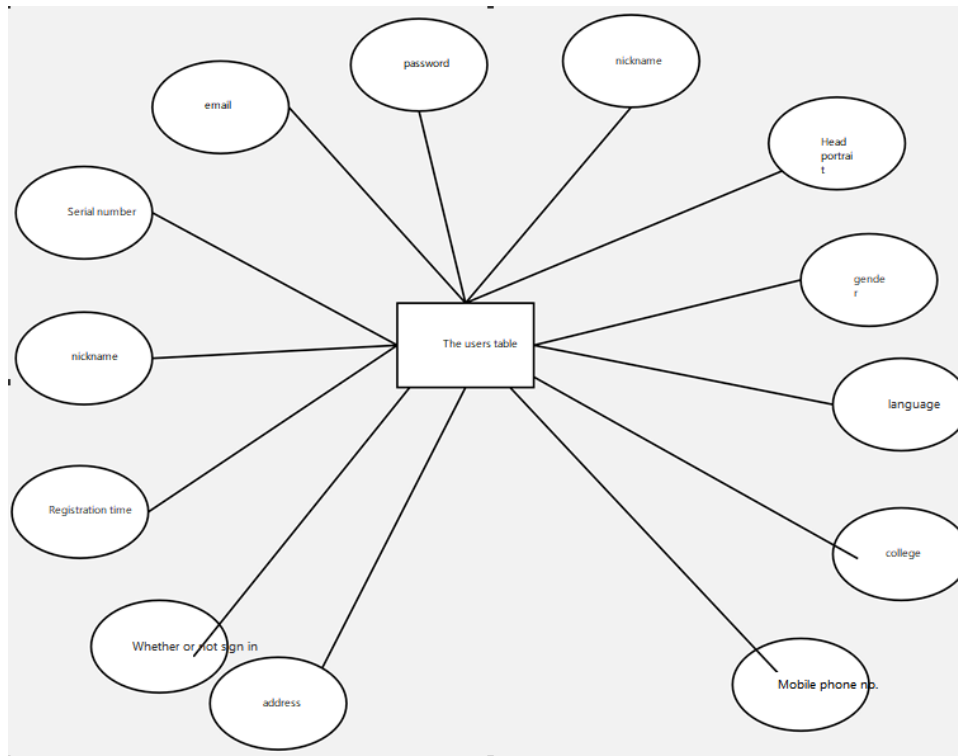 password
nickname
email
Head
portrai
t
Serial number
gende
r
The users table
nickname
language
Registration time
college
Whether or not sign in
Mobile phone no.
address